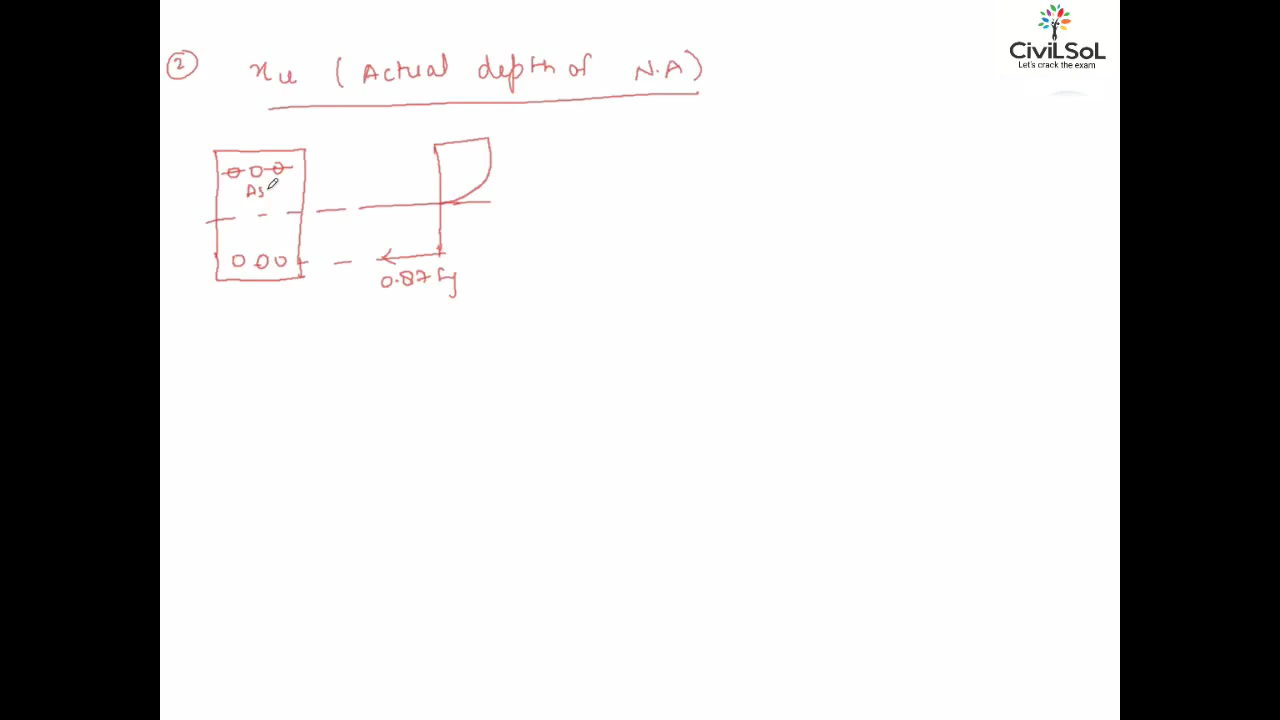 CiVilSoL
Let's crack the exam
② xu (Actual depth of N.A)
As
0.87 fy